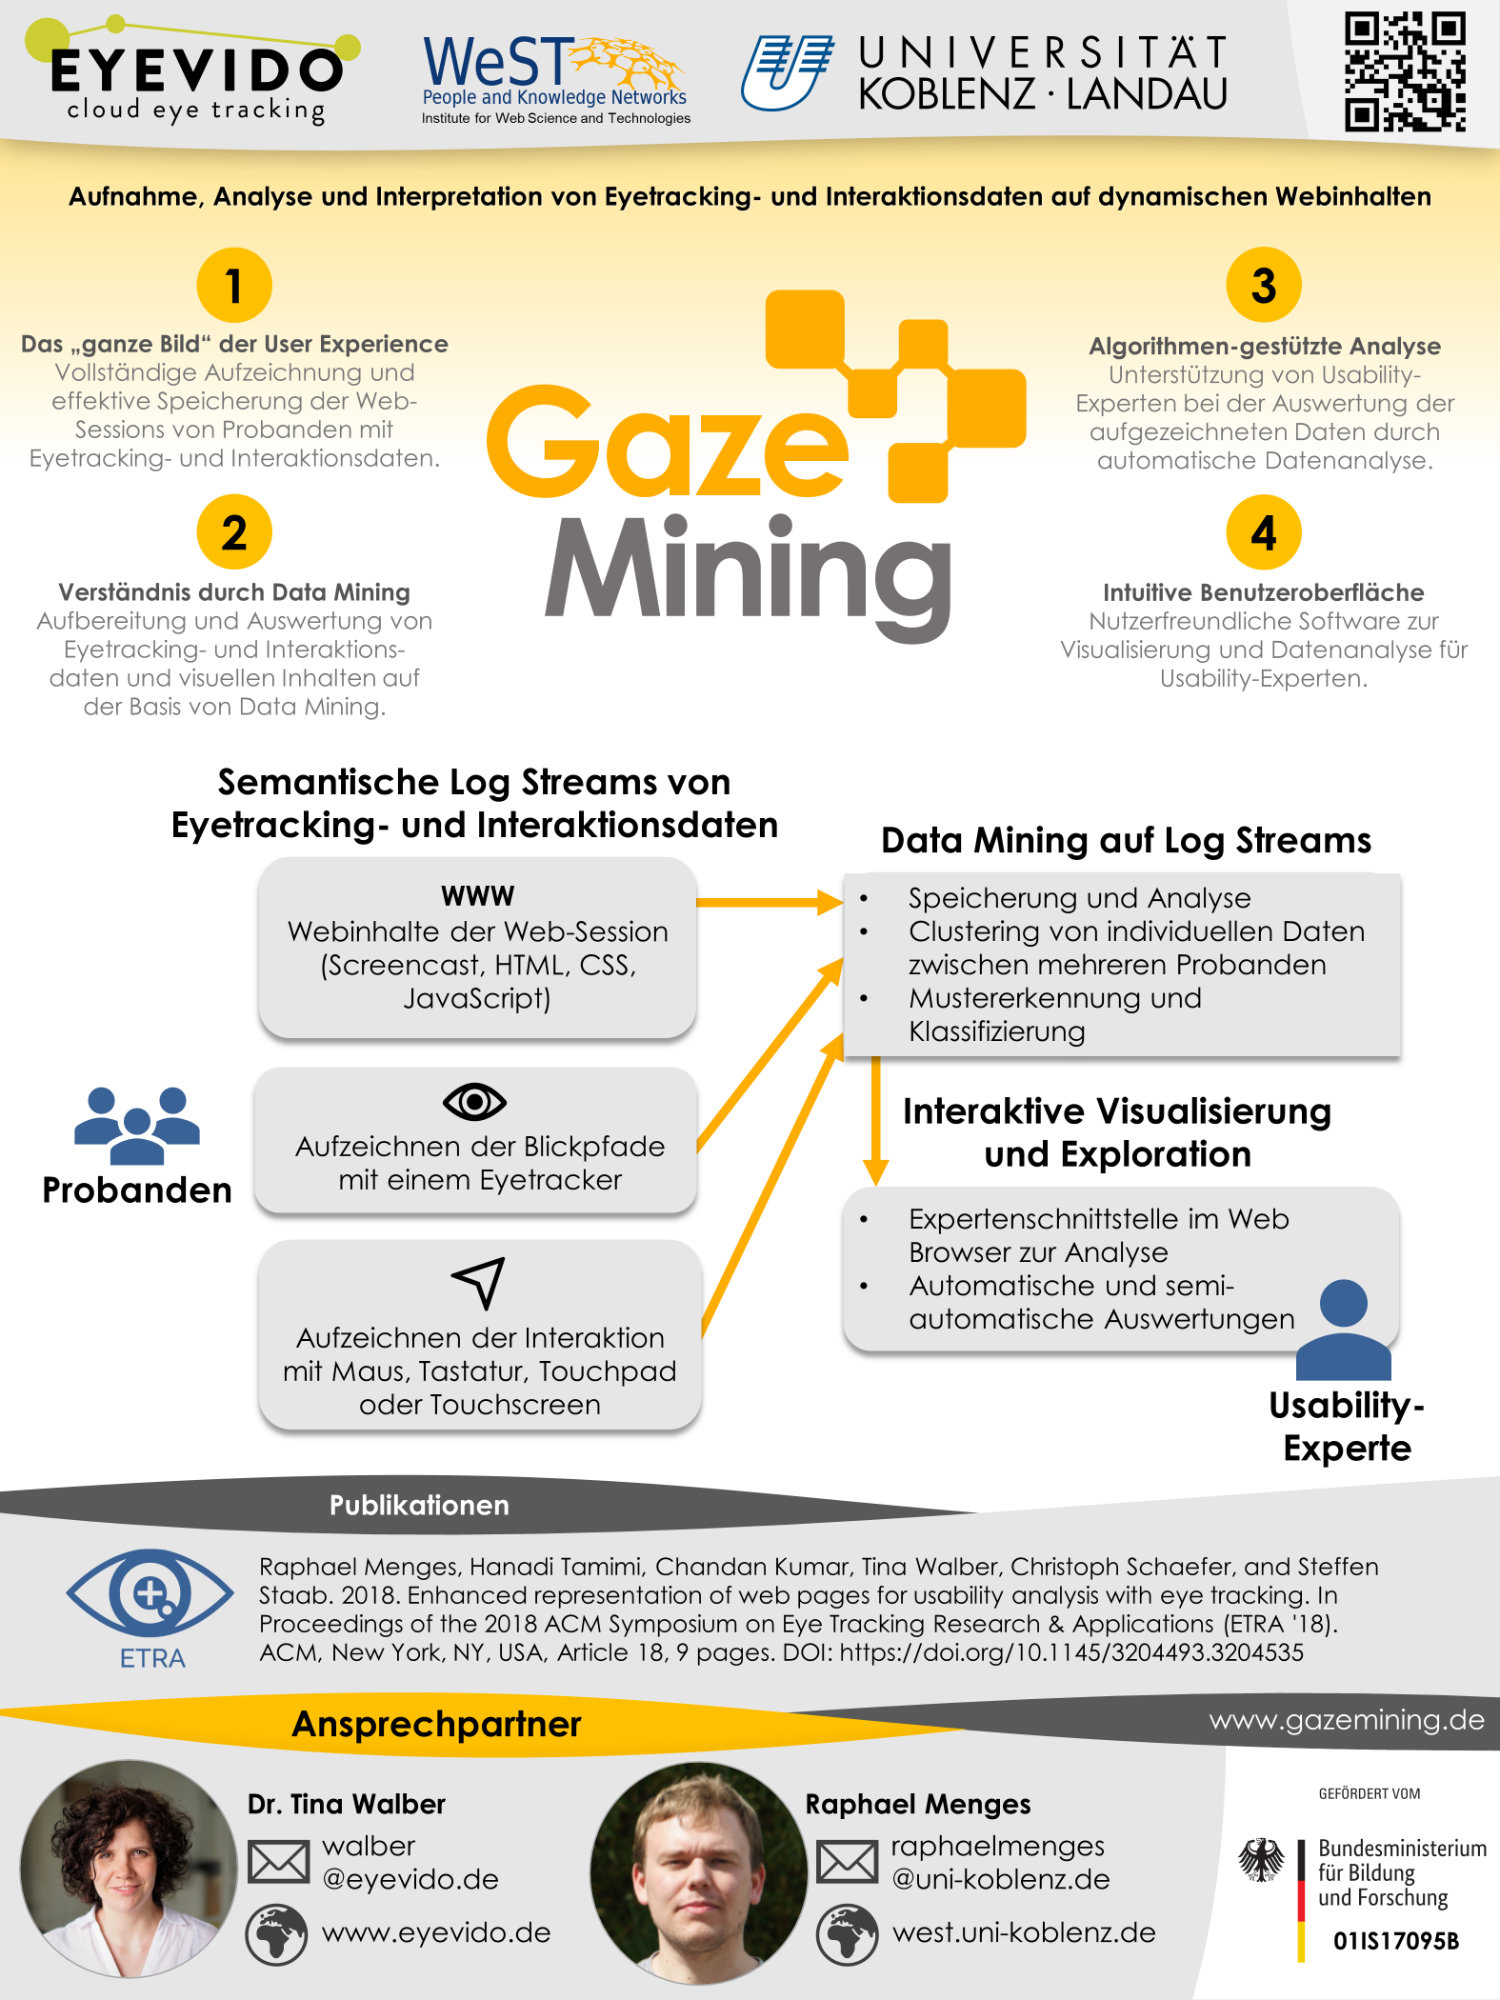 EYEVIDO
cloud eye tracking
WeST
People and Knowledge Networks
Institute for Web Science and Technologies
UNIVERSITÄT
KOBLENZ · LANDAU
Aufnahme, Analyse und Interpretation von Eyetracking- und Interaktionsdaten auf dynamischen Webinhalten
1
Das „ganze Bild“ der User Experience
Vollständige Aufzeichnung und
effektive Speicherung der Web-
Sessions von Probanden mit
Eyetracking- und Interaktionsdaten.
2
Verständnis durch Data Mining
Aufbereitung und Auswertung von
Eyetracking- und Interaktions-
daten und visuellen Inhalten auf
der Basis von Data Mining.
Gaze
Mining
3
Algorithmen-gestützte Analyse
Unterstützung von Usability-
Experten bei der Auswertung der
aufgezeichneten Daten durch
automatische Datenanalyse.
4
Intuitive Benutzeroberfläche
Nutzerfreundliche Software zur
Visualisierung und Datenanalyse für
Usability-Experten.
Semantische Log Streams von
Eyetracking- und Interaktionsdaten
WWW
Webinhalte der Web-Session
(Screencast, HTML, CSS,
JavaScript)
Probanden
Aufzeichnen der Blickpfade
mit einem Eyetracker
Aufzeichnen der Interaktion
mit Maus, Tastatur, Touchpad
oder Touchscreen
Data Mining auf Log Streams
• Speicherung und Analyse
• Clustering von individuellen Daten
zwischen mehreren Probanden
• Mustererkennung und
Klassifizierung
Interaktive Visualisierung
und Exploration
• Expertenschnittstelle im Web
Browser zur Analyse
• Automatische und semi-
automatische Auswertungen
Usability-
Experte
Publikationen
ETRA
Raphael Menges, Hanadi Tamimi, Chandan Kumar, Tina Walber, Christoph Schaefer, and Steffen
Staab. 2018. Enhanced representation of web pages for usability analysis with eye tracking. In
Proceedings of the 2018 ACM Symposium on Eye Tracking Research & Applications (ETRA '18).
ACM, New York, NY, USA, Article 18, 9 pages. DOI: https://doi.org/10.1145/3204493.3204535
Ansprechpartner
www.gazemining.de
Dr. Tina Walber
walber
@eyevido.de
www.eyevido.de
Raphael Menges
raphaelmenges
@uni-koblenz.de
west.uni-koblenz.de
GEFÖRDERT VOM
Bundesministerium
für Bildung
und Forschung
01IS17095B